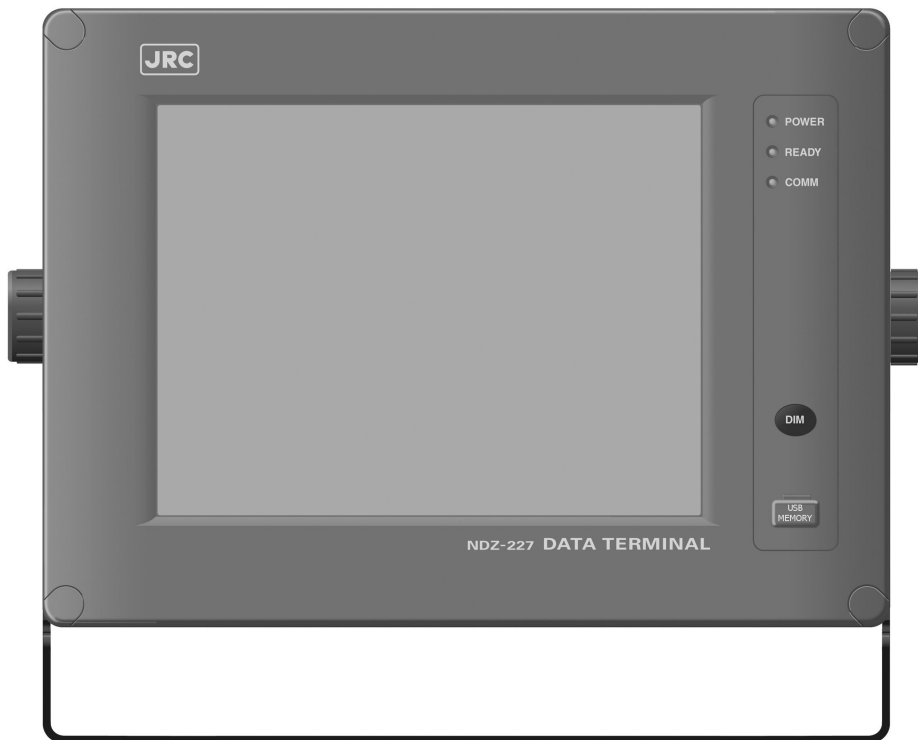 JRC
POWER
READY
COMM
DIM
USB
MEMORY
NDZ-227 DATA TERMINAL